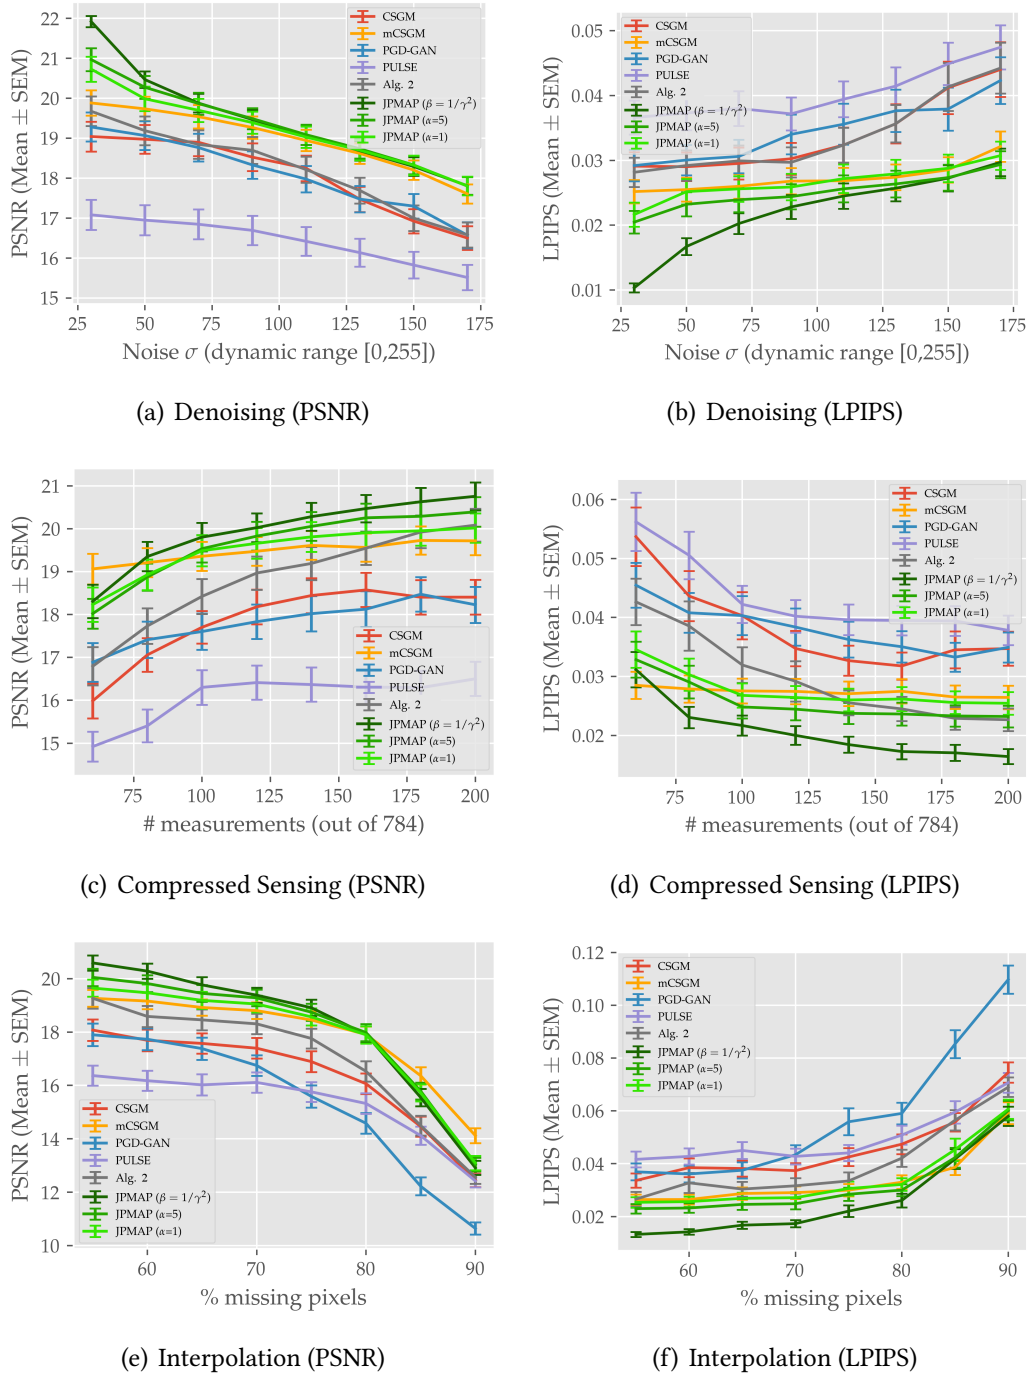 22
21
20
19
18
17
16
15
PSNR (Mean ± SEM)
CSGM
mCSGM
PGD-GAN
PULSE
Alg. 2
JPMAP (β = 1/γ²)
JPMAP (α=5)
JPMAP (α=1)
25 50 75 100 125 150 175
Noise σ (dynamic range [0,255])
(a) Denoising (PSNR)
0.05
0.04
0.03
0.02
0.01
LPIPS (Mean ± SEM)
CSGM
mCSGM
PGD-GAN
PULSE
Alg. 2
JPMAP (β = 1/γ²)
JPMAP (α=5)
JPMAP (α=1)
25 50 75 100 125 150 175
Noise σ (dynamic range [0,255])
(b) Denoising (LPIPS)
21
20
19
18
17
16
15
PSNR (Mean ± SEM)
CSGM
mCSGM
PGD-GAN
PULSE
Alg. 2
JPMAP (β = 1/γ²)
JPMAP (α=5)
JPMAP (α=1)
75 100 125 150 175 200
# measurements (out of 784)
(c) Compressed Sensing (PSNR)
0.06
0.05
0.04
0.03
0.02
LPIPS (Mean ± SEM)
CSGM
mCSGM
PGD-GAN
PULSE
Alg. 2
JPMAP (β = 1/γ²)
JPMAP (α=5)
JPMAP (α=1)
75 100 125 150 175 200
# measurements (out of 784)
(d) Compressed Sensing (LPIPS)
20
18
16
14
12
10
PSNR (Mean ± SEM)
CSGM
mCSGM
PGD-GAN
PULSE
Alg. 2
JPMAP (β = 1/γ²)
JPMAP (α=5)
JPMAP (α=1)
60 70 80 90
% missing pixels
(e) Interpolation (PSNR)
0.12
0.10
0.08
0.06
0.04
0.02
LPIPS (Mean ± SEM)
CSGM
mCSGM
PGD-GAN
PULSE
Alg. 2
JPMAP (β = 1/γ²)
JPMAP (α=5)
JPMAP (α=1)
60 70 80 90
% missing pixels
(f) Interpolation (LPIPS)